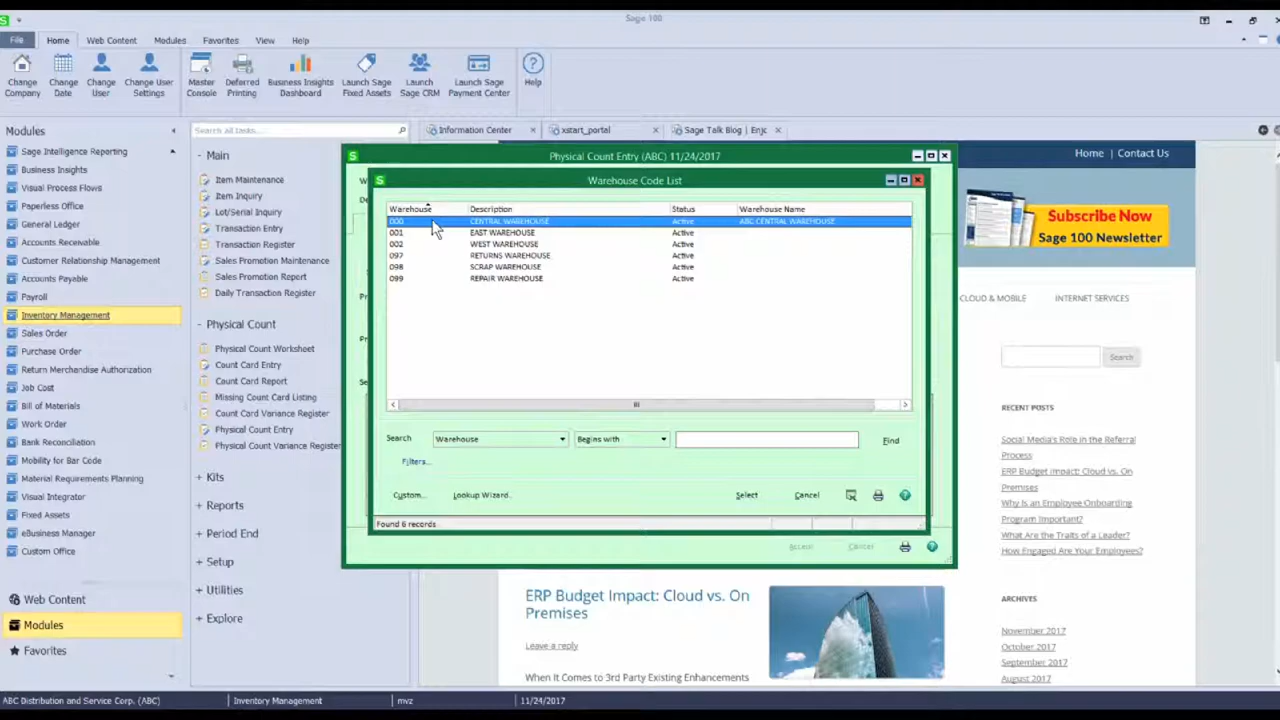 Sage 100
File
Home
Web Content
Modules
Favorites
View
Help
Change Company
Change Date
Change User
Change User Settings
Master Console
Deferred Printing
Business Insights Dashboard
Launch Sage Fixed Assets
Launch Sage CRM
Launch Sage Payment Center
Help
Modules
Sage Intelligence Reporting
Business Insights
Visual Process Flows
Paperless Office
General Ledger
Accounts Receivable
Customer Relationship Management
Accounts Payable
Payroll
Inventory Management
Sales Order
Purchase Order
Return Merchandise Authorization
Job Cost
Bill of Materials
Work Order
Bank Reconciliation
Mobility for Bar Code
Material Requirements Planning
Visual Integrator
Fixed Assets
eBusiness Manager
Custom Office
Web Content
Modules
Favorites
Search all tasks...
- Main
Item Maintenance
Item Inquiry
Lot/Serial Inquiry
Transaction Entry
Transaction Register
Sales Promotion Maintenance
Sales Promotion Report
Daily Transaction Register
- Physical Count
Physical Count Worksheet
Count Card Entry
Count Card Report
Missing Count Card Listing
Count Card Variance Register
Physical Count Entry
Physical Count Variance Register
+ Kits
+ Reports
+ Period End
+ Setup
+ Utilities
+ Explore
Information Center
xstart_portal
Sage Talk Blog | Enjc
Physical Count Entry (ABC) 11/24/2017
Warehouse Code List
Warehouse Description Status Warehouse Name
000 CENTRAL WAREHOUSE Active ABC CENTRAL WAREHOUSE
001 EAST WAREHOUSE Active
002 WEST WAREHOUSE Active
097 RETURNS WAREHOUSE Active
098 SCRAP WAREHOUSE Active
099 REPAIR WAREHOUSE Active
Search Warehouse Begins with Find
Filters...
Custom... Lookup Wizard... Select Cancel
Found 6 records
Accept Cancel
Home | Contact Us
Subscribe Now
Sage 100 Newsletter
CLOUD & MOBILE INTERNET SERVICES
Search
RECENT POSTS
Social Media's Role in the Referral
Process
ERP Budget Impact: Cloud vs. On
Premises
Why Is an Employee Onboarding
Program Important?
What Are the Traits of a Leader?
How Engaged Are Your Employees?
ARCHIVES
November 2017
October 2017
September 2017
August 2017
ERP Budget Impact: Cloud vs. On
Premises
Leave a reply
When it Comes to 3rd Party Existing Enhancements
ABC Distribution and Service Corp. (ABC)
Inventory Management
mvz
11/24/2017